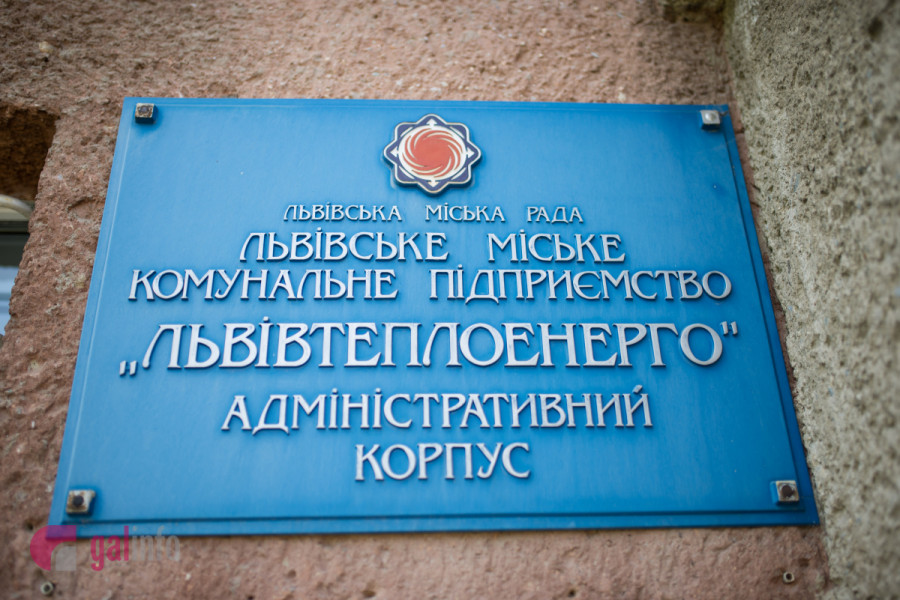 ЛЬВІВСЬКА МІСЬКА РАДА
ЛЬВІВСЬКЕ МІСЬКЕ
КОМУНАЛЬНЕ ПІДПРИЄМСТВО
„ЛЬВІВТЕПЛОЕНЕРГО"
АДМІНІСТРАТИВНИЙ
КОРПУС
galinfo